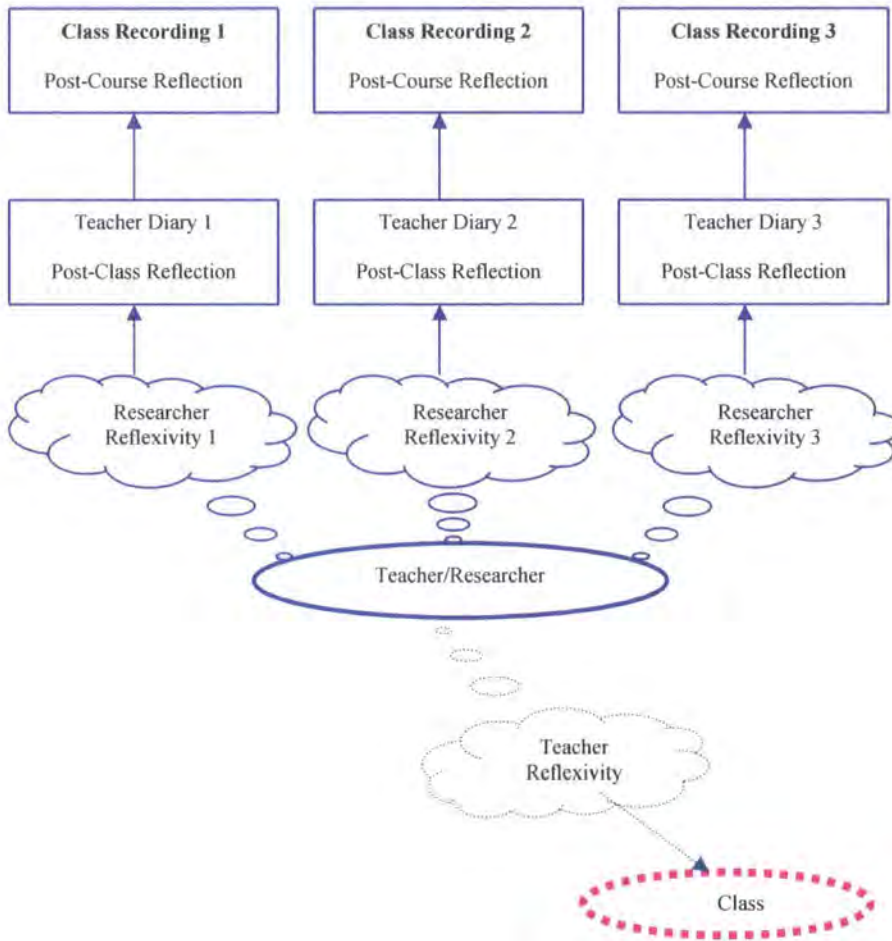 Class Recording 1
Post-Course Reflection
Class Recording 2
Post-Course Reflection
Class Recording 3
Post-Course Reflection
Teacher Diary 1
Post-Class Reflection
Teacher Diary 2
Post-Class Reflection
Teacher Diary 3
Post-Class Reflection
Researcher
Reflexivity 1
Researcher
Reflexivity 2
Researcher
Reflexivity 3
Teacher/Researcher
Teacher
Reflexivity
Class